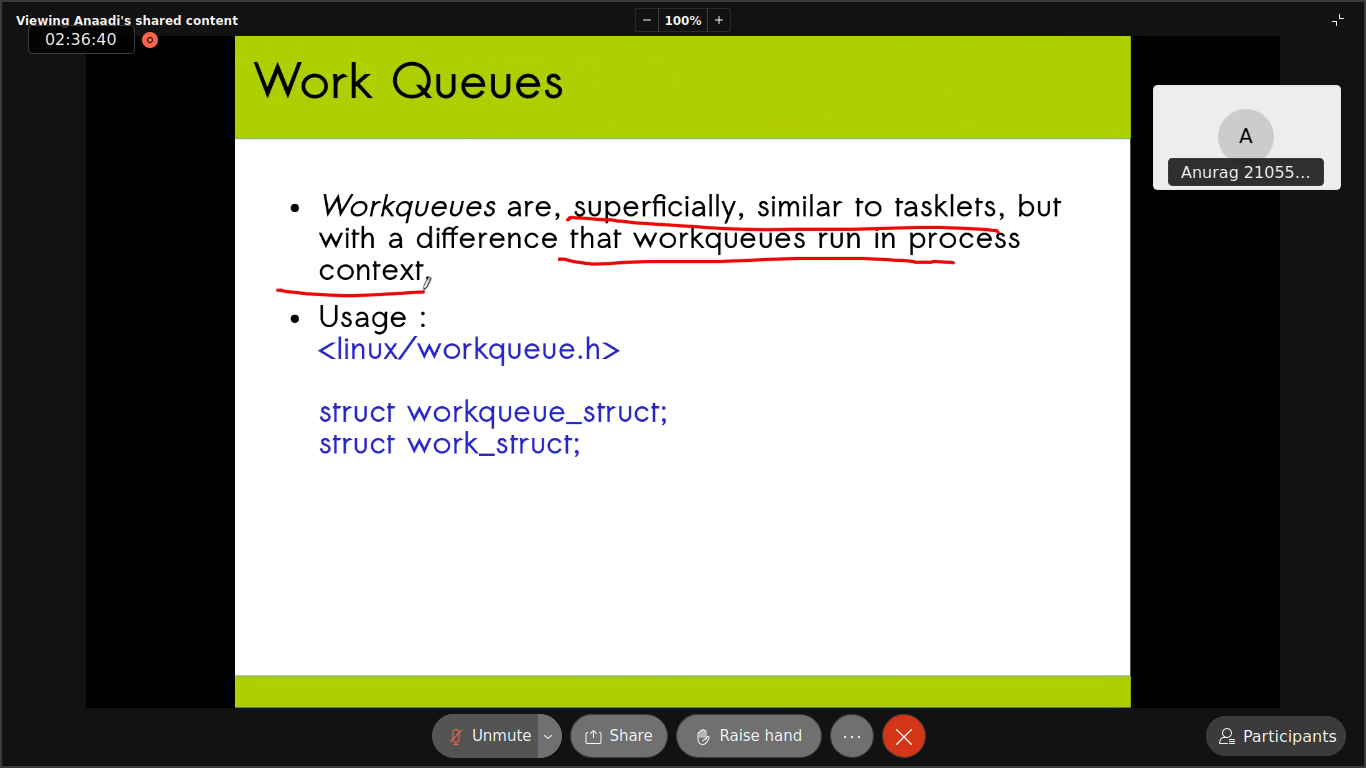 Viewing Anaadi's shared content
− 100% +
02:36:40
Work Queues
A
Anurag 21055...
• Workqueues are, superficially, similar to tasklets, but
with a difference that workqueues run in process
context.
• Usage :
<linux/workqueue.h>
struct workqueue_struct;
struct work_struct;
Unmute
Share
Raise hand
...
Participants